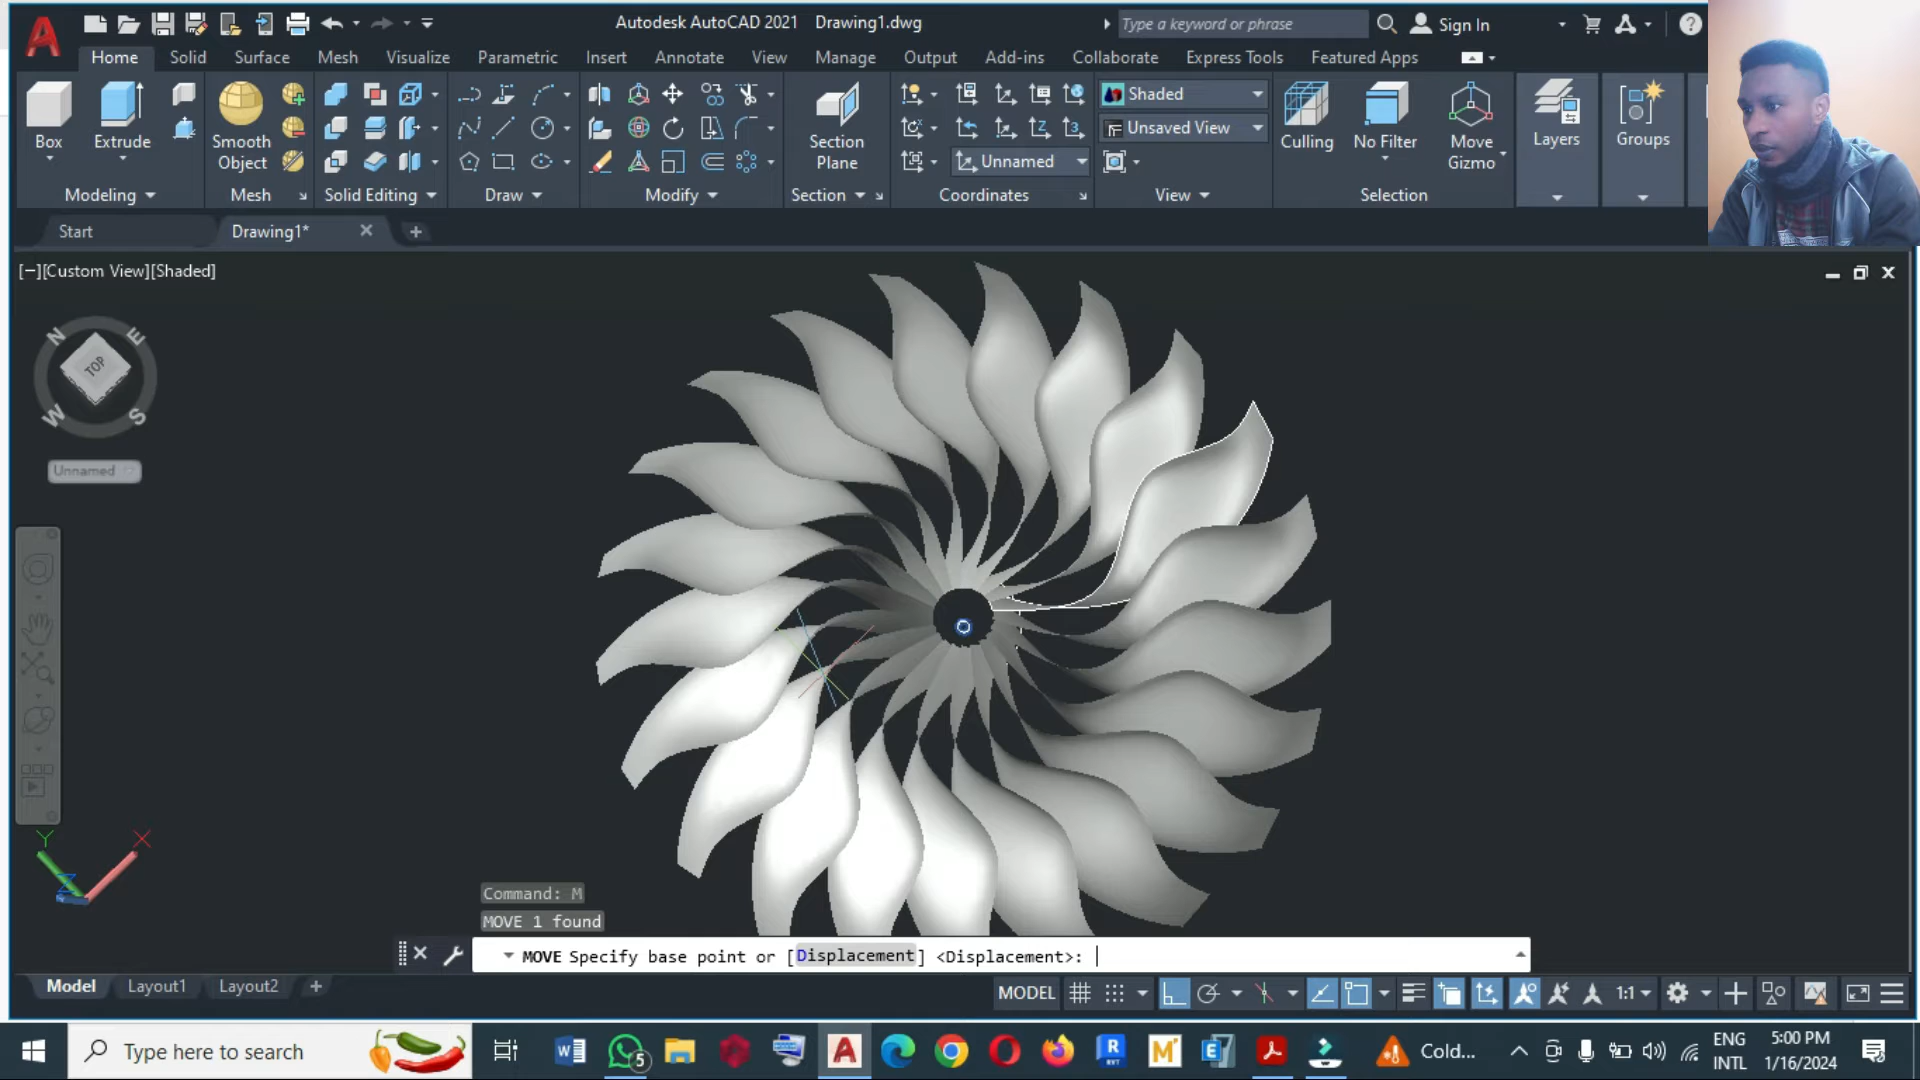 Autodesk AutoCAD 2021 Drawing1.dwg
Type a keyword or phrase
Sign In
Home Solid Surface Mesh Visualize Parametric Insert Annotate View Manage Output Add-ins Collaborate Express Tools Featured Apps
Box
Extrude
Smooth
Object
Section
Plane
Shaded
Unsaved View
Unnamed
Culling
No Filter
Move
Gizmo
Layers
Groups
Modeling Mesh Solid Editing Draw Modify Section Coordinates View Selection
Start Drawing1*
[−][Custom View][Shaded]
N E
TOP
W S
Unnamed
Y X
Z
Command: M
MOVE 1 found
MOVE Specify base point or [Displacement] <Displacement>:
Model Layout1 Layout2
MODEL 1:1
Type here to search
5
Cold...
ENG
INTL
5:00 PM
1/16/2024